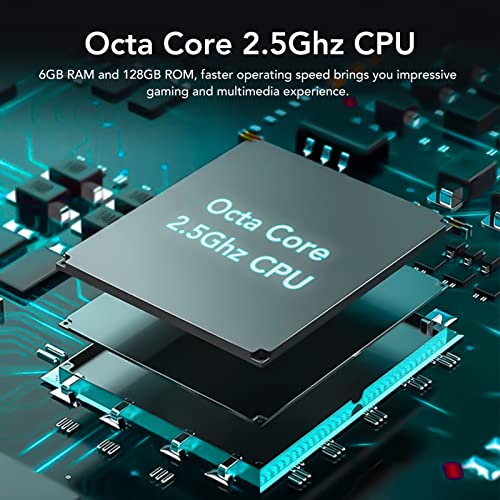 Octa Core 2.5Ghz CPU
6GB RAM and 128GB ROM, faster operating speed brings you impressive
gaming and multimedia experience.
Octa Core
2.5Ghz CPU